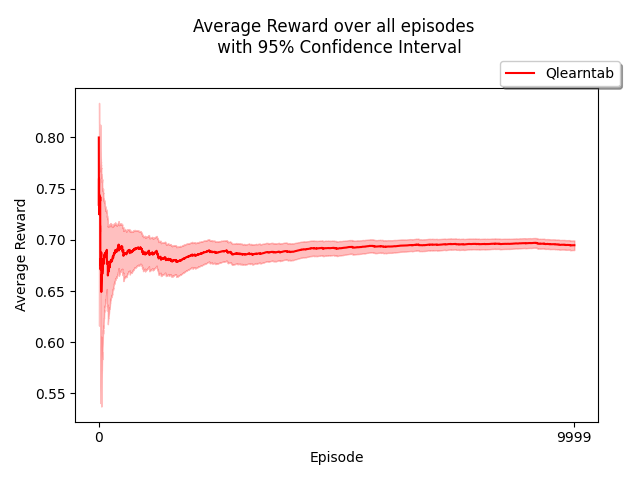 Average Reward over all episodes
with 95% Confidence Interval
Qlearntab
0.80
0.75
0.70
0.65
0.60
0.55
Average Reward
0
9999
Episode